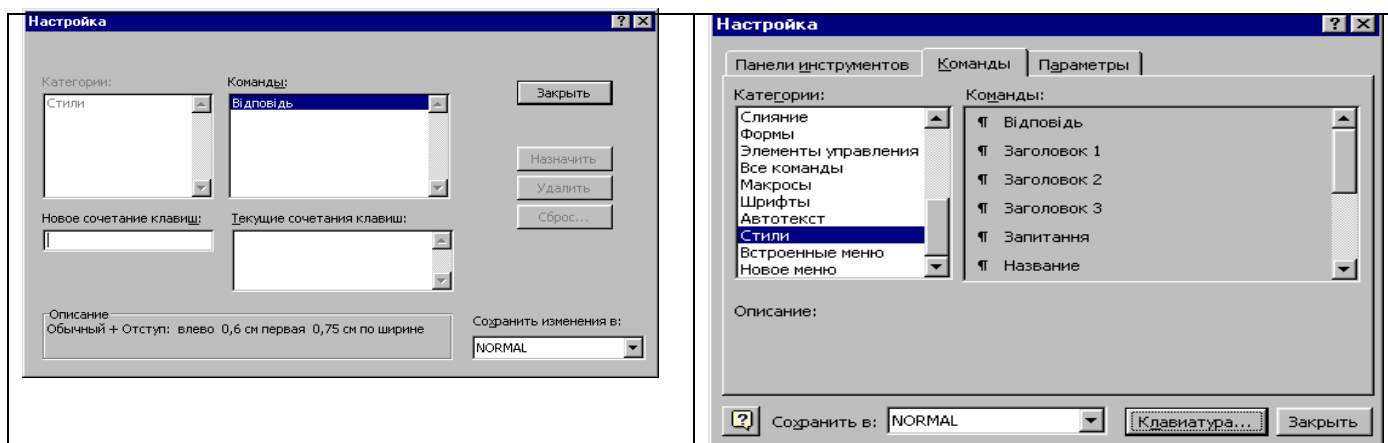 Настройка
Категории:
Команды:
Стили
Відповідь
Закрыть
Назначить
Удалить
Сброс...
Новое сочетание клавиш:
Текущие сочетания клавиш:
Описание
Обычный + Отступ: влево 0,6 см первая 0,75 см по ширине
Сохранить изменения в:
NORMAL
Настройка
Панели инструментов
Команды
Параметры
Категории:
Команды:
Слияние
Формы
Элементы управления
Все команды
Макросы
Шрифты
Автотекст
Стили
Встроенные меню
Новое меню
¶ Відповідь
¶ Заголовок 1
¶ Заголовок 2
¶ Заголовок 3
¶ Запитання
¶ Название
Описание:
Сохранить в: NORMAL
Клавиатура...
Закрыть